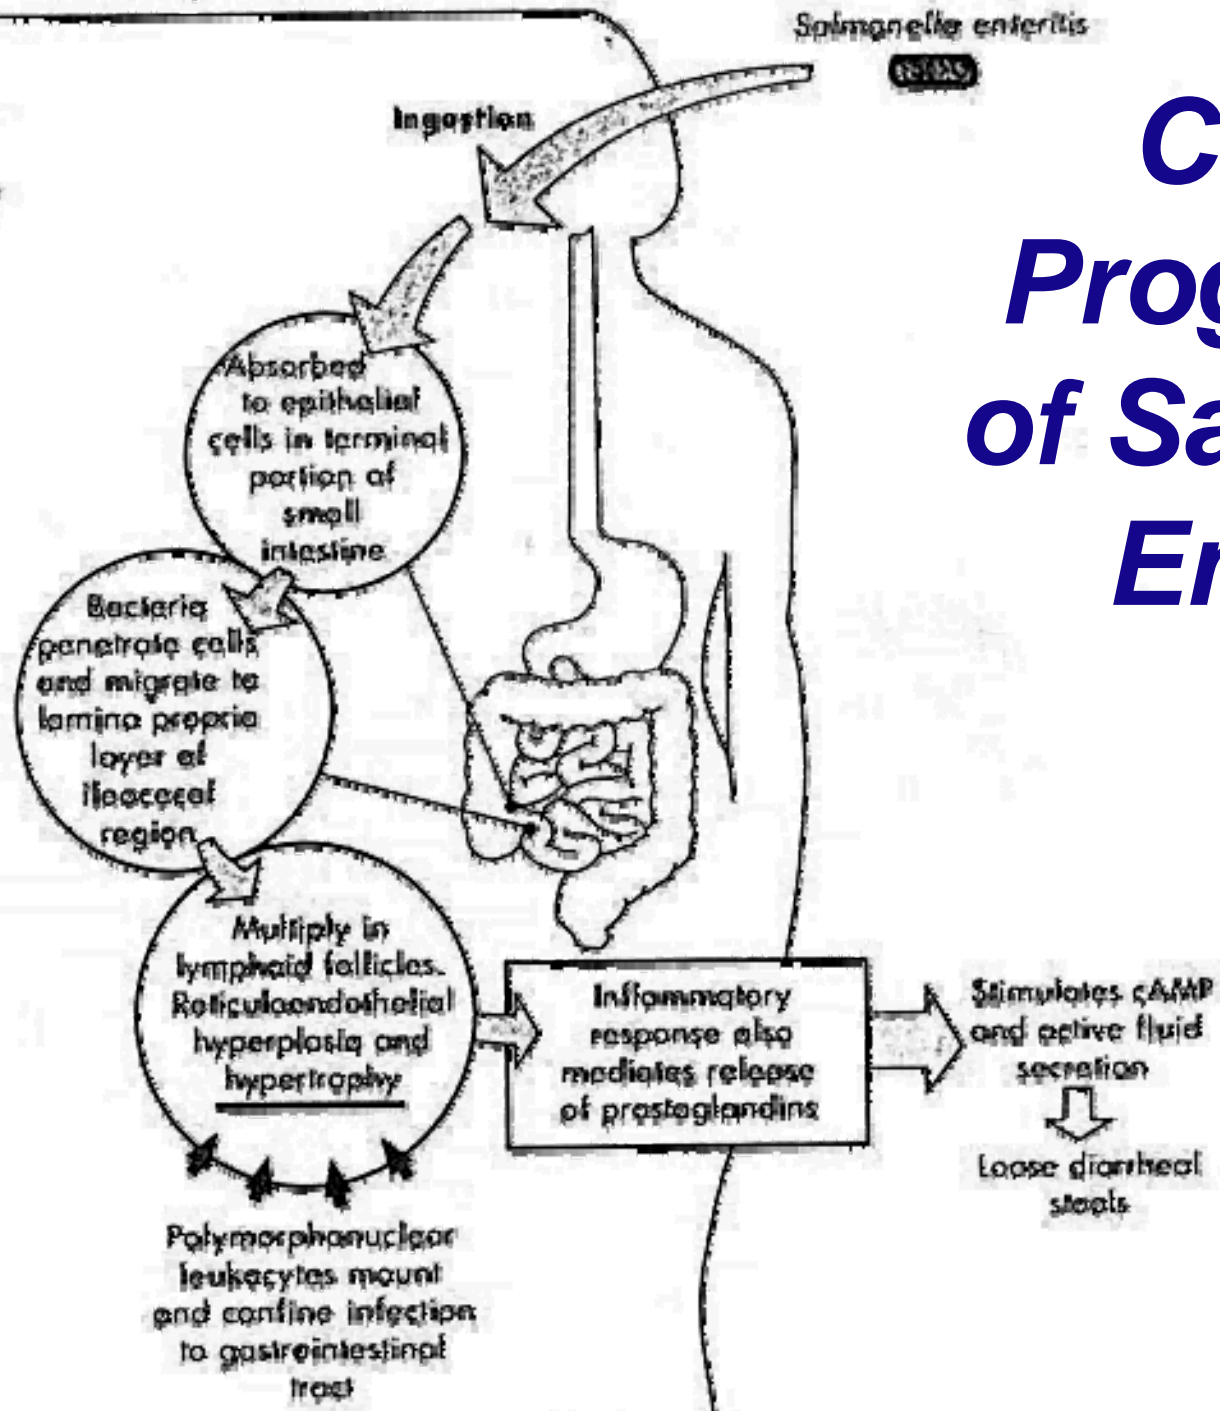 Salmonella enteritis
Ingestion
C
Prog
of Sa
En
Absorbed
to epithelial
cells in terminal
portion of
small
intestine
Bacteria
penetrate cells
and migrate to
lamina propria
layer of
ileocecal
region
Multiply in
lymphoid follicles.
Reticuloendothelial
hyperplasia and
hypertrophy
Inflammatory
response also
mediates release
of prostaglandins
Stimulates cAMP
and active fluid
secretion
Loose diarrheal
stools
Polymorphonuclear
leukocytes mount
and confine infection
to gastrointestinal
tract